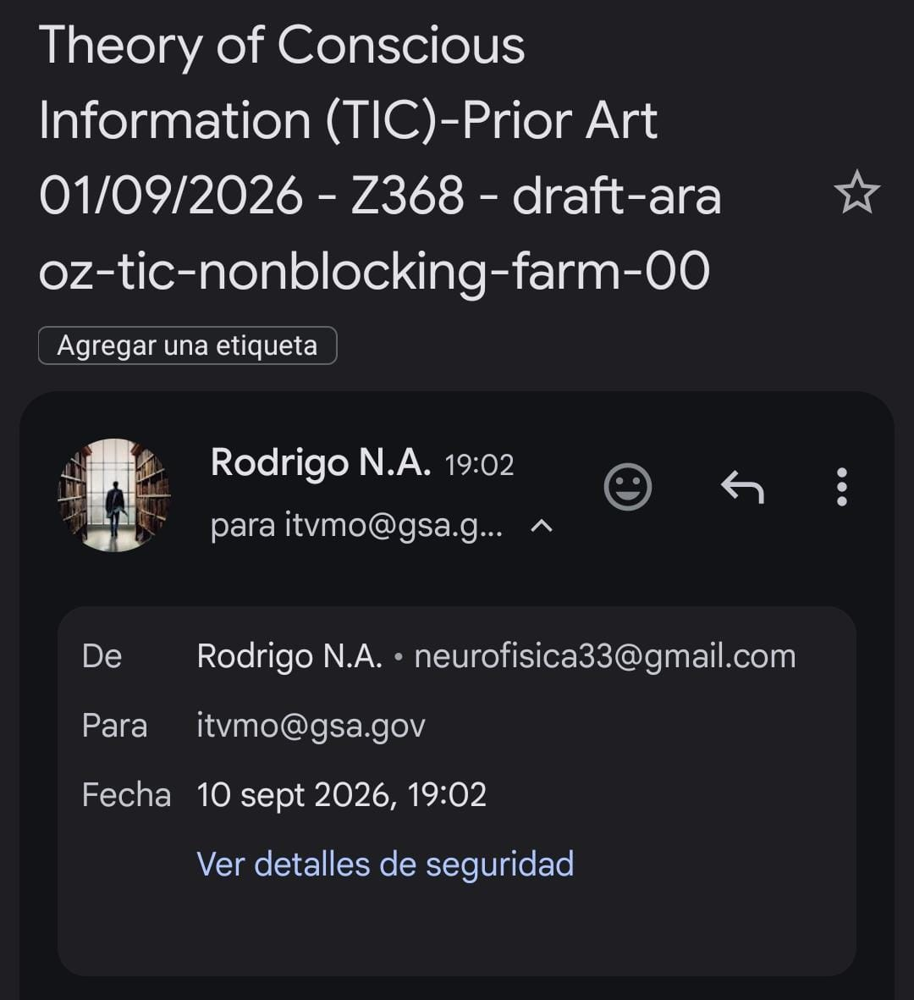 Theory of Conscious
Information (TIC)-Prior Art
01/09/2026 - Z368 - draft-ara
oz-tic-nonblocking-farm-00
Agregar una etiqueta
Rodrigo N.A. 19:02
para itvmo@gsa.g...
De Rodrigo N.A. • neurofisica33@gmail.com
Para itvmo@gsa.gov
Fecha 10 sept 2026, 19:02
Ver detalles de seguridad